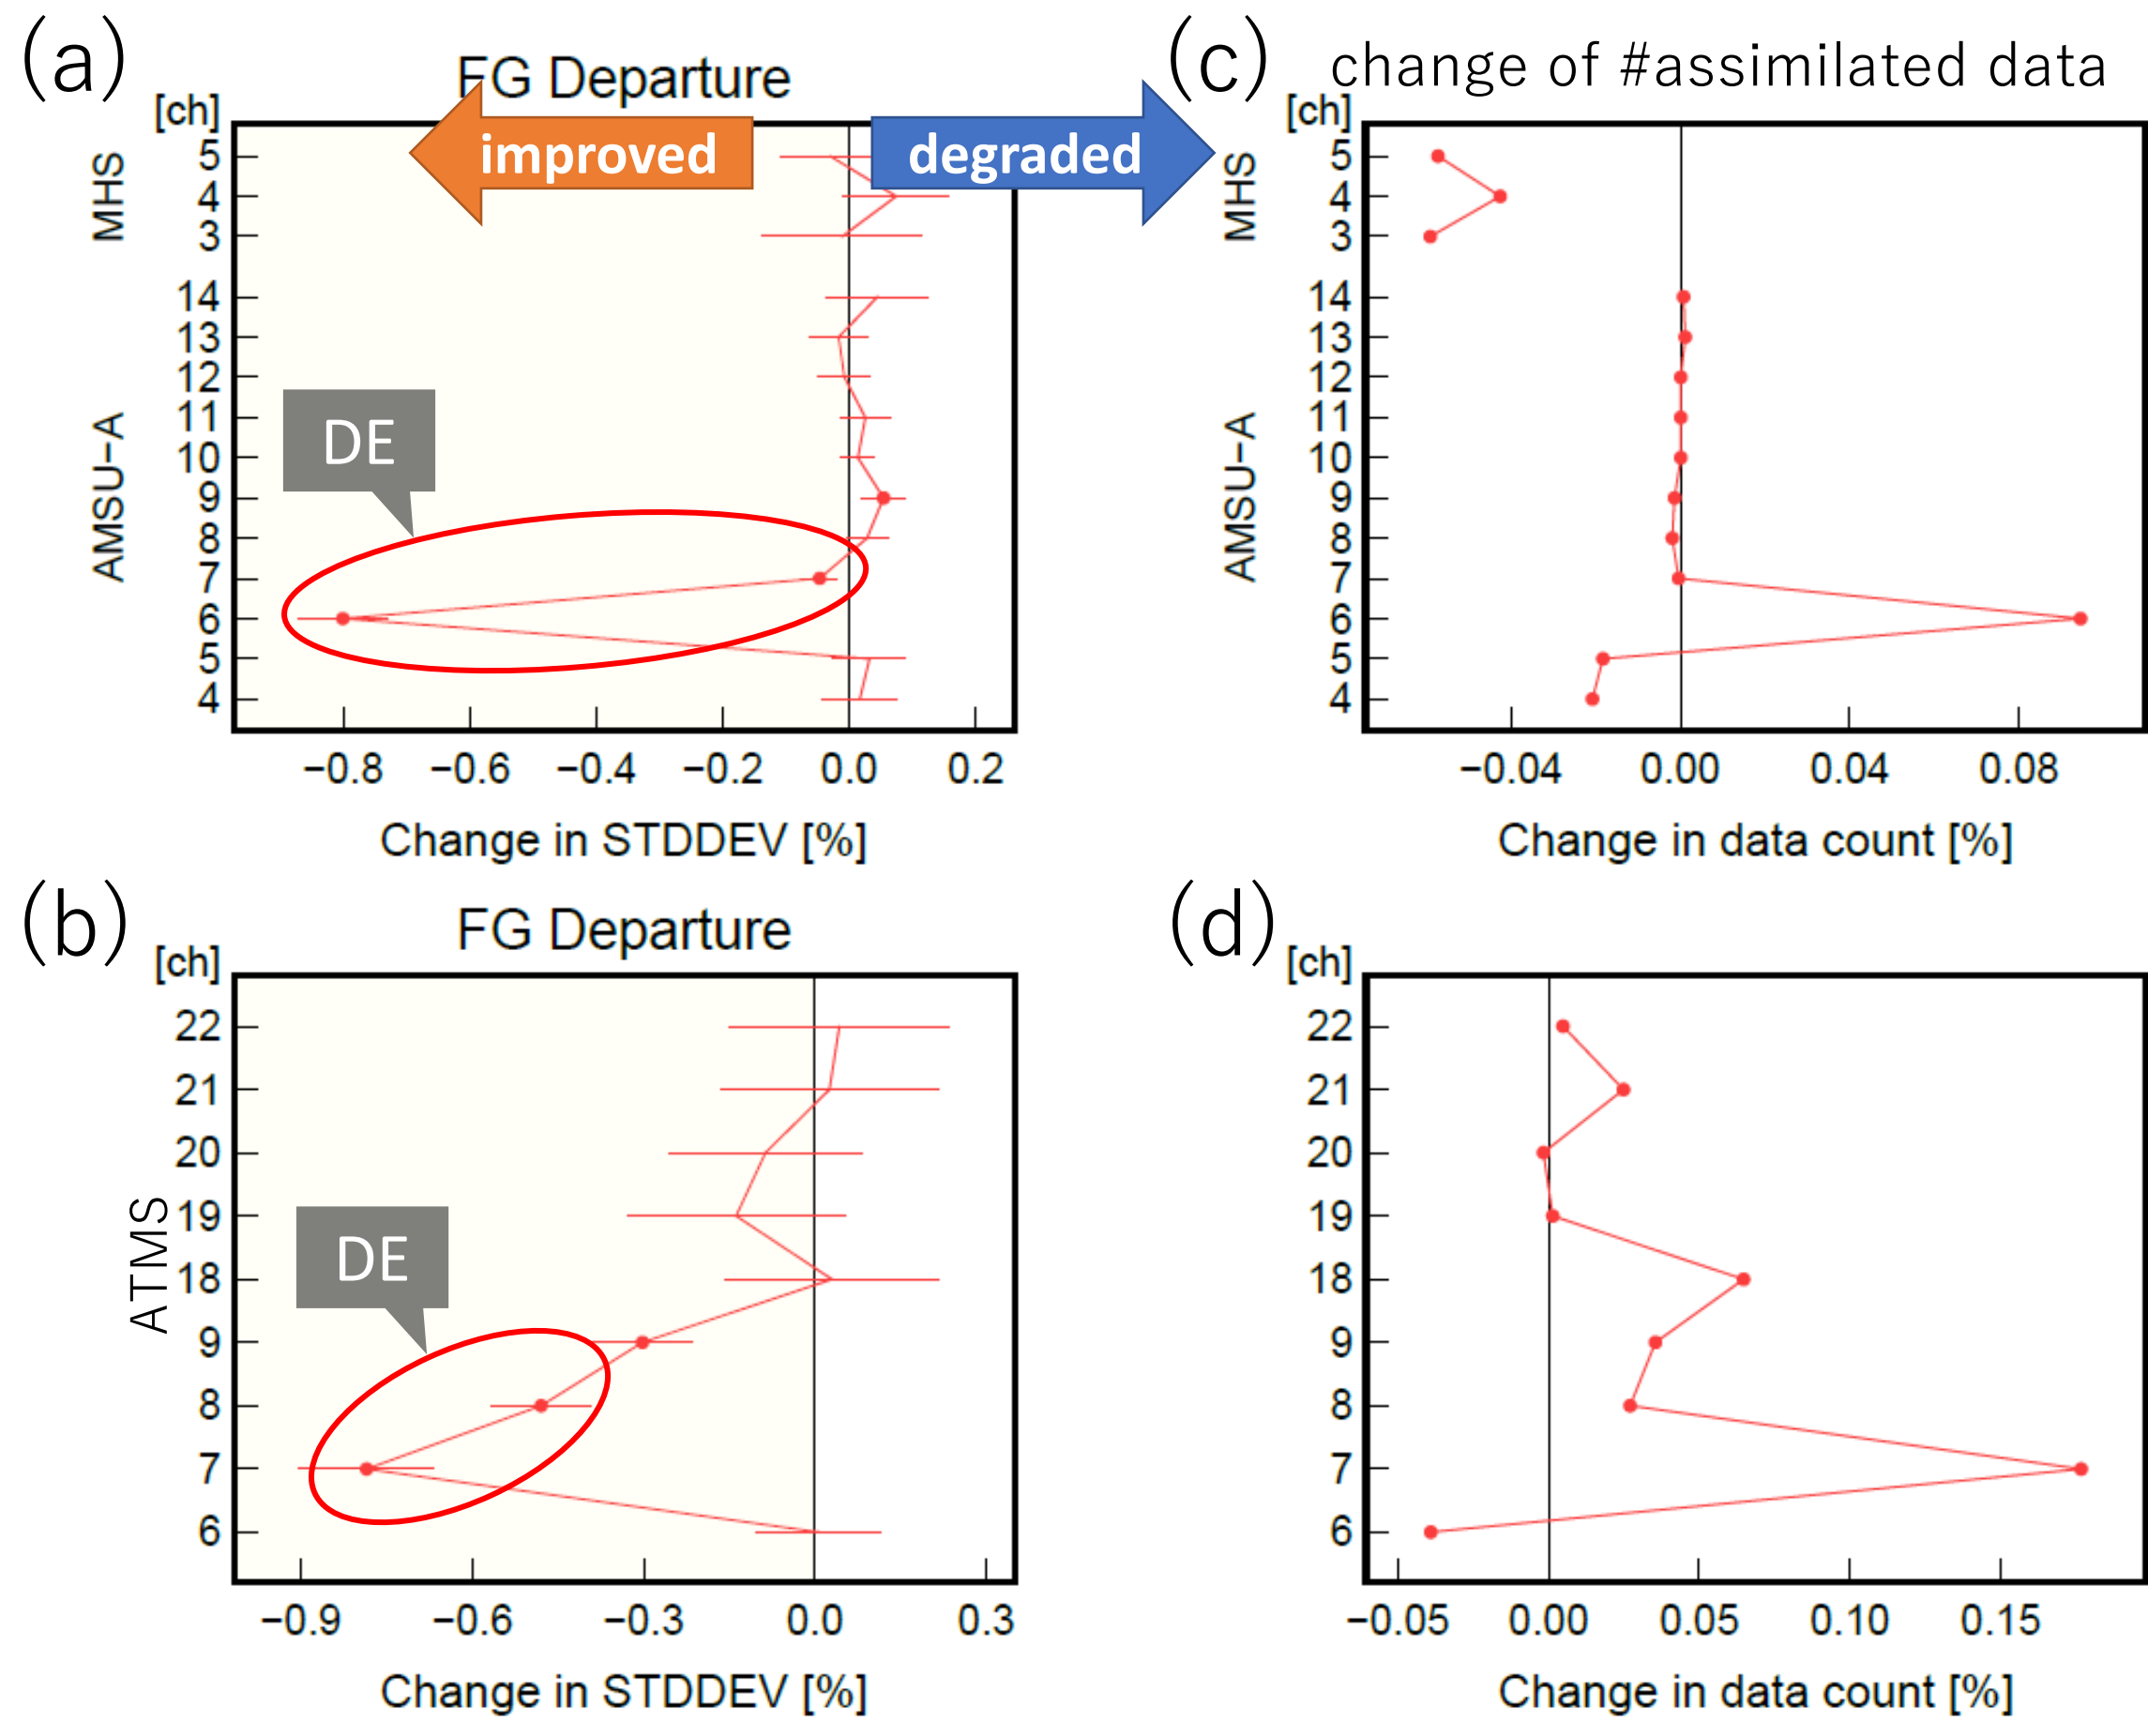 (a)
FG Departure
improved
degraded
[ch]
MHS
5
4
3
AMSU−A
14
13
12
11
10
9
8
7
6
5
4
DE
−0.8 −0.6 −0.4 −0.2 0.0 0.2
Change in STDDEV [%]
(c)
change of #assimilated data
[ch]
MHS
5
4
3
AMSU−A
14
13
12
11
10
9
8
7
6
5
4
−0.04 0.00 0.04 0.08
Change in data count [%]
(b)
FG Departure
[ch]
ATMS
22
21
20
19
18
9
8
7
6
DE
−0.9 −0.6 −0.3 0.0 0.3
Change in STDDEV [%]
(d)
[ch]
22
21
20
19
18
9
8
7
6
−0.05 0.00 0.05 0.10 0.15
Change in data count [%]